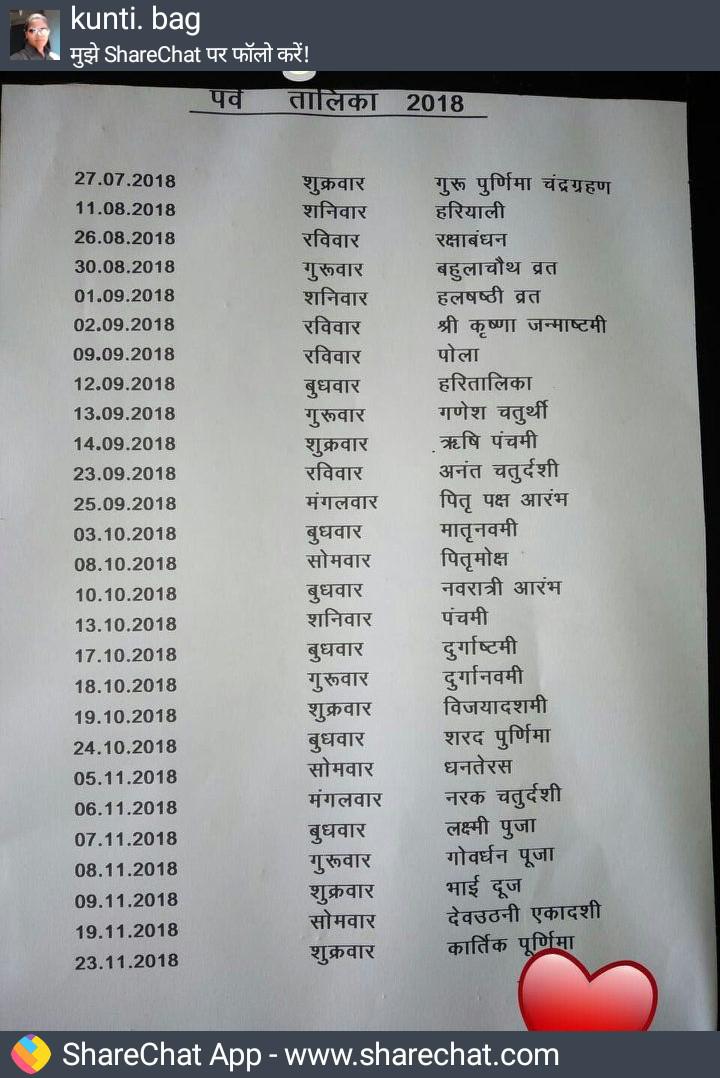 kunti. bag
मुझे ShareChat पर फॉलो करें!
पर्व तालिका 2018
27.07.2018 शुक्रवार गुरू पुर्णिमा चंद्रग्रहण
11.08.2018 शनिवार हरियाली
26.08.2018 रविवार रक्षाबंधन
30.08.2018 गुरूवार बहुलाचौथ व्रत
01.09.2018 शनिवार हलषष्ठी व्रत
02.09.2018 रविवार श्री कृष्णा जन्माष्टमी
09.09.2018 रविवार पोला
12.09.2018 बुधवार हरितालिका
13.09.2018 गुरूवार गणेश चतुर्थी
14.09.2018 शुक्रवार ऋषि पंचमी
23.09.2018 रविवार अनंत चतुर्दशी
25.09.2018 मंगलवार पितृ पक्ष आरंभ
03.10.2018 बुधवार मातृनवमी
08.10.2018 सोमवार पितृमोक्ष
10.10.2018 बुधवार नवरात्री आरंभ
13.10.2018 शनिवार पंचमी
17.10.2018 बुधवार दुर्गाष्टमी
18.10.2018 गुरूवार दुर्गानवमी
19.10.2018 शुक्रवार विजयादशमी
24.10.2018 बुधवार शरद पुर्णिमा
05.11.2018 सोमवार धनतेरस
06.11.2018 मंगलवार नरक चतुर्दशी
07.11.2018 बुधवार लक्ष्मी पुजा
08.11.2018 गुरूवार गोवर्धन पूजा
09.11.2018 शुक्रवार भाई दूज
19.11.2018 सोमवार देवउठनी एकादशी
23.11.2018 शुक्रवार कार्तिक पूर्णिमा
ShareChat App - www.sharechat.com